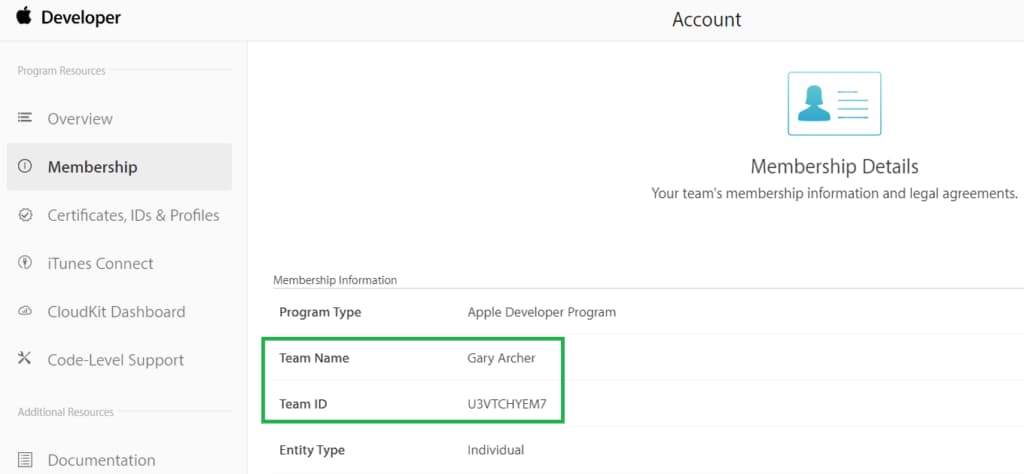 Developer
Account
Program Resources
Overview
Membership
Certificates, IDs & Profiles
iTunes Connect
CloudKit Dashboard
Code-Level Support
Additional Resources
Documentation
Membership Details
Your team's membership information and legal agreements.
Membership Information
Program Type Apple Developer Program
Team Name Gary Archer
Team ID U3VTCHYEM7
Entity Type Individual